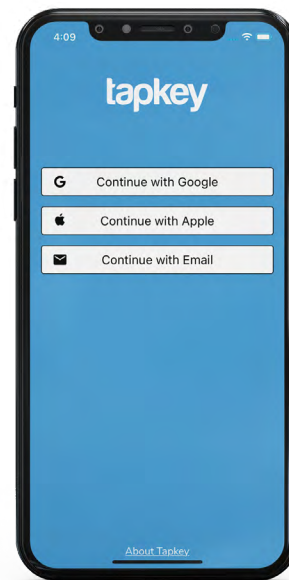 4:09
tapkey
Continue with Google
Continue with Apple
Continue with Email
About Tapkey